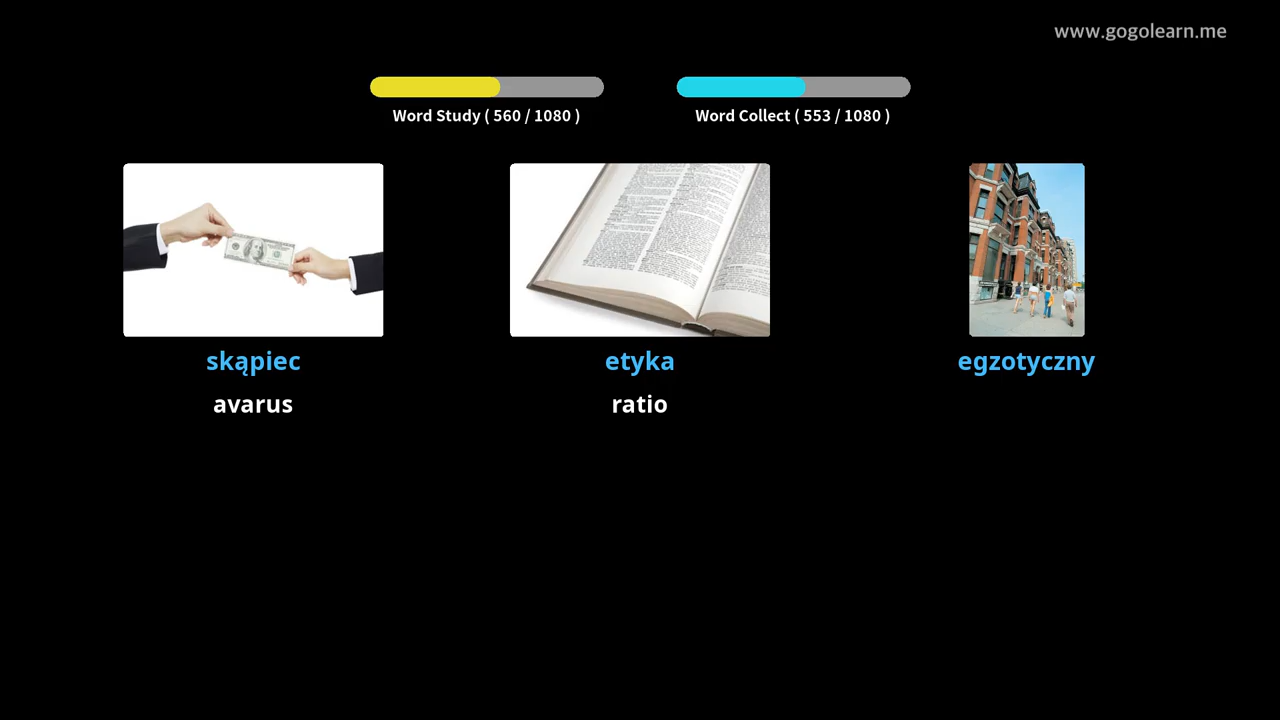 www.gogolearn.me
Word Study ( 560 / 1080 )
Word Collect ( 553 / 1080 )
skąpiec
etyka
egzotyczny
avarus
ratio